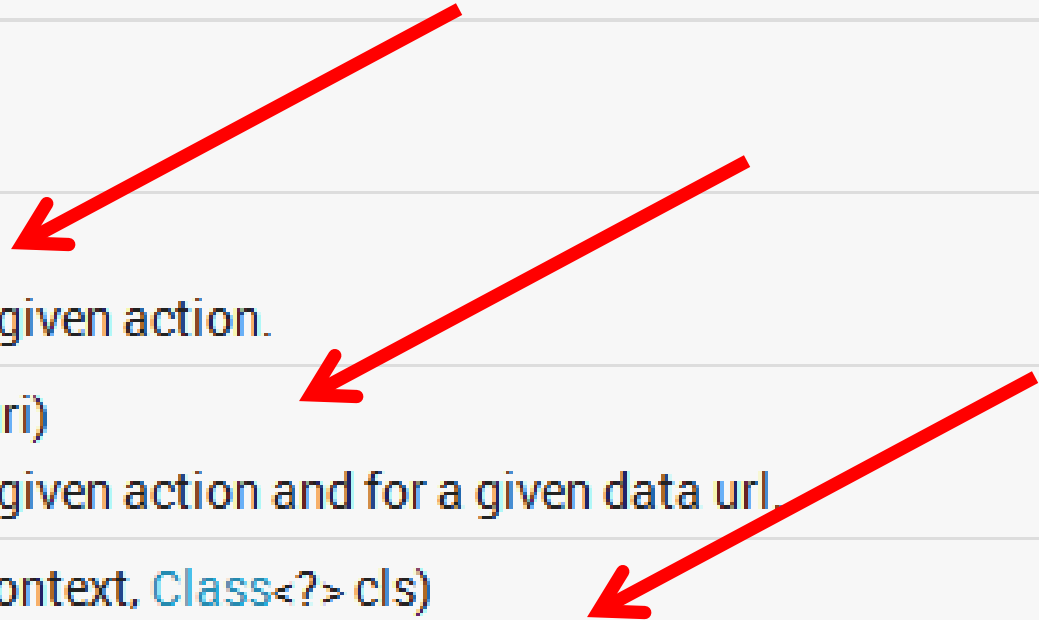 given action.
ri)
given action and for a given data url.
ontext, Class<?> cls)